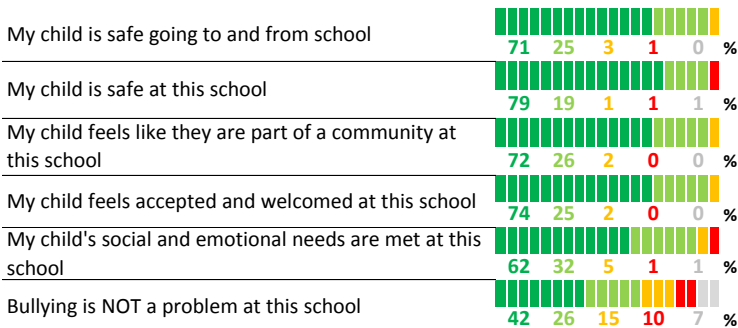 My child is safe going to and from school
71 25 3 1 0 %
My child is safe at this school
79 19 1 1 1 %
My child feels like they are part of a community at
this school
72 26 2 0 0 %
My child feels accepted and welcomed at this school
74 25 2 0 0 %
My child's social and emotional needs are met at this
school
62 32 5 1 1 %
Bullying is NOT a problem at this school
42 26 15 10 7 %